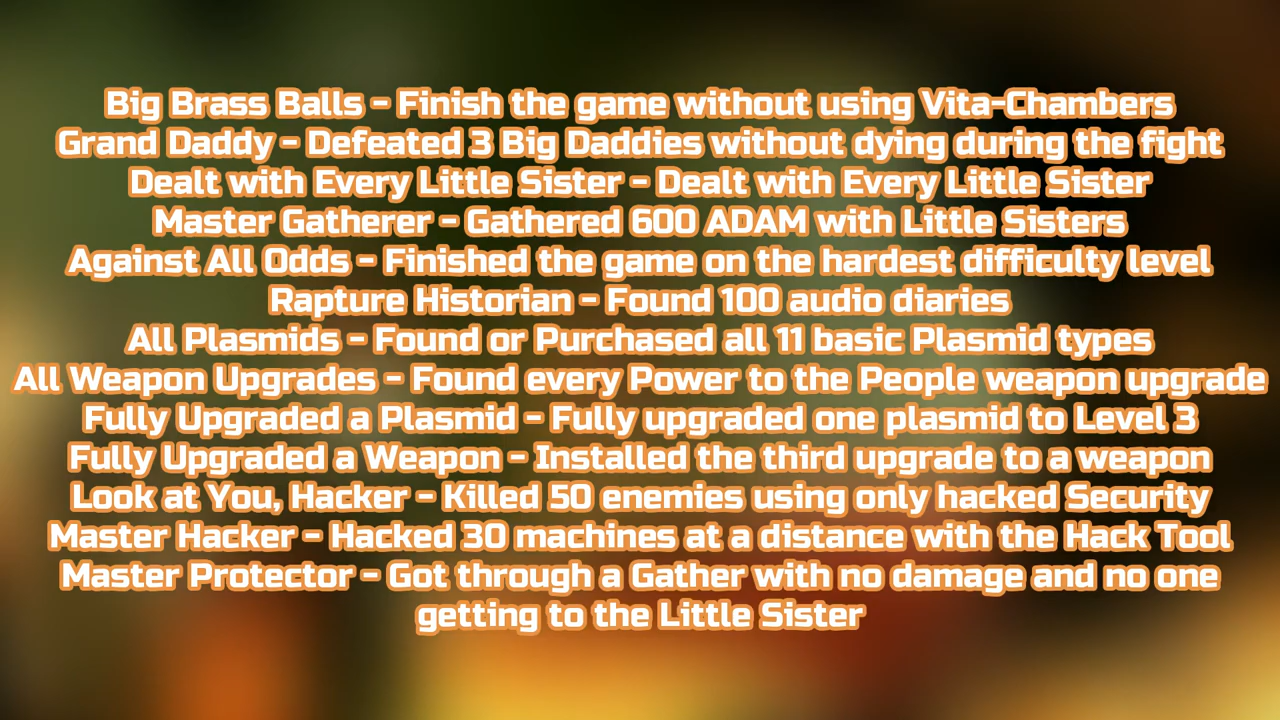 Big Brass Balls - Finish the game without using Vita-Chambers
Grand Daddy - Defeated 3 Big Daddies without dying during the fight
Dealt with Every Little Sister - Dealt with Every Little Sister
Master Gatherer - Gathered 600 ADAM with Little Sisters
Against All Odds - Finished the game on the hardest difficulty level
Rapture Historian - Found 100 audio diaries
All Plasmids - Found or Purchased all 11 basic Plasmid types
All Weapon Upgrades - Found every Power to the People weapon upgrade
Fully Upgraded a Plasmid - Fully upgraded one plasmid to Level 3
Fully Upgraded a Weapon - Installed the third upgrade to a weapon
Look at You, Hacker - Killed 50 enemies using only hacked Security
Master Hacker - Hacked 30 machines at a distance with the Hack Tool
Master Protector - Got through a Gather with no damage and no one
getting to the Little Sister